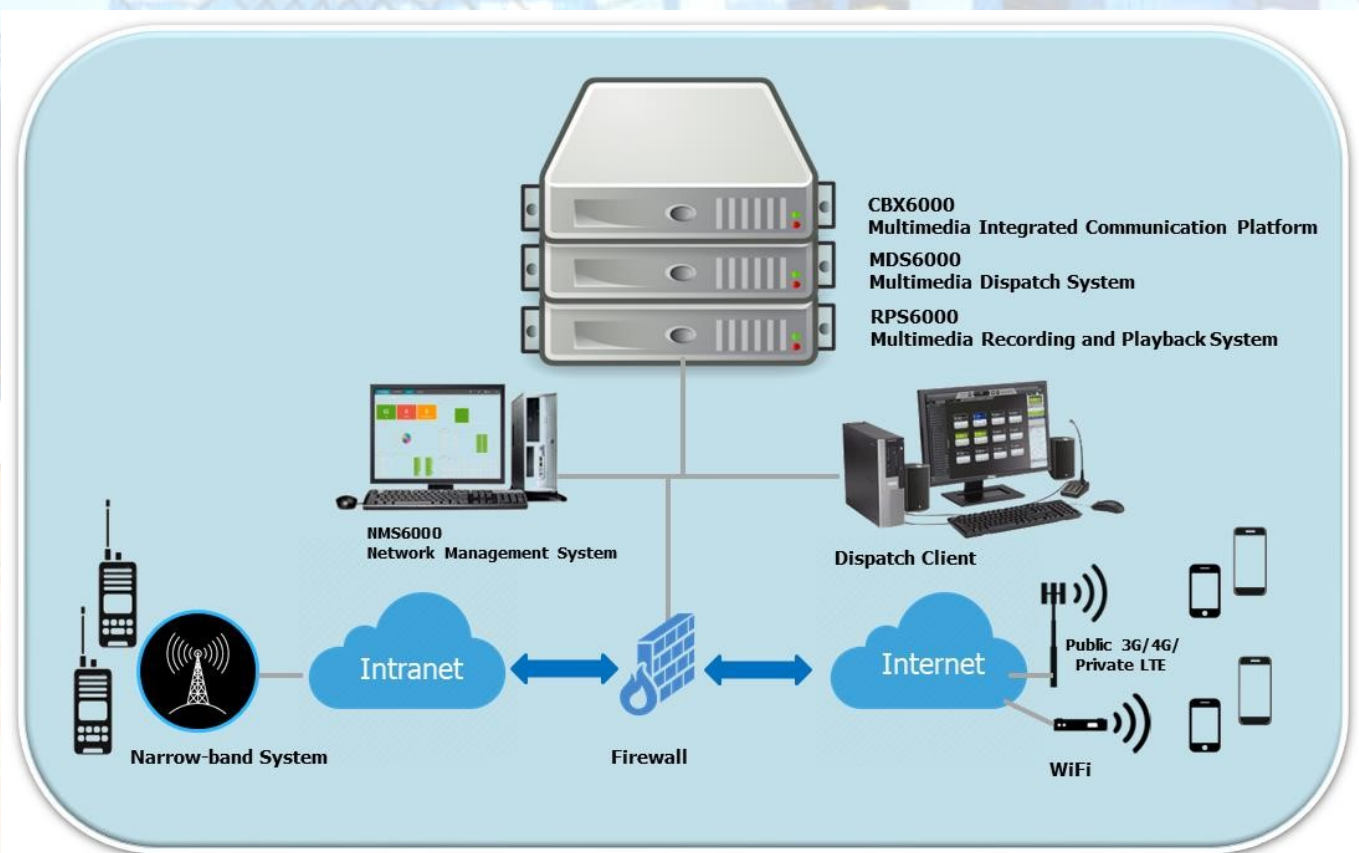 CBX6000
Multimedia Integrated Communication Platform
MDS6000
Multimedia Dispatch System
RPS6000
Multimedia Recording and Playback System
NMS6000
Network Management System
Dispatch Client
Public 3G/4G/
Private LTE
Intranet
Internet
Narrow-band System
Firewall
WiFi